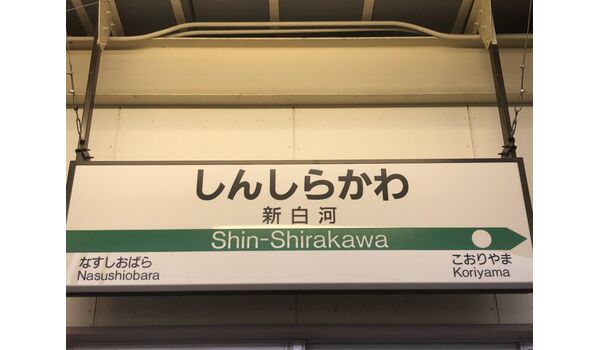 しんしらかわ
新白河
Shin-Shirakawa
なすしおばら
Nasushiobara
こおりやま
Koriyama